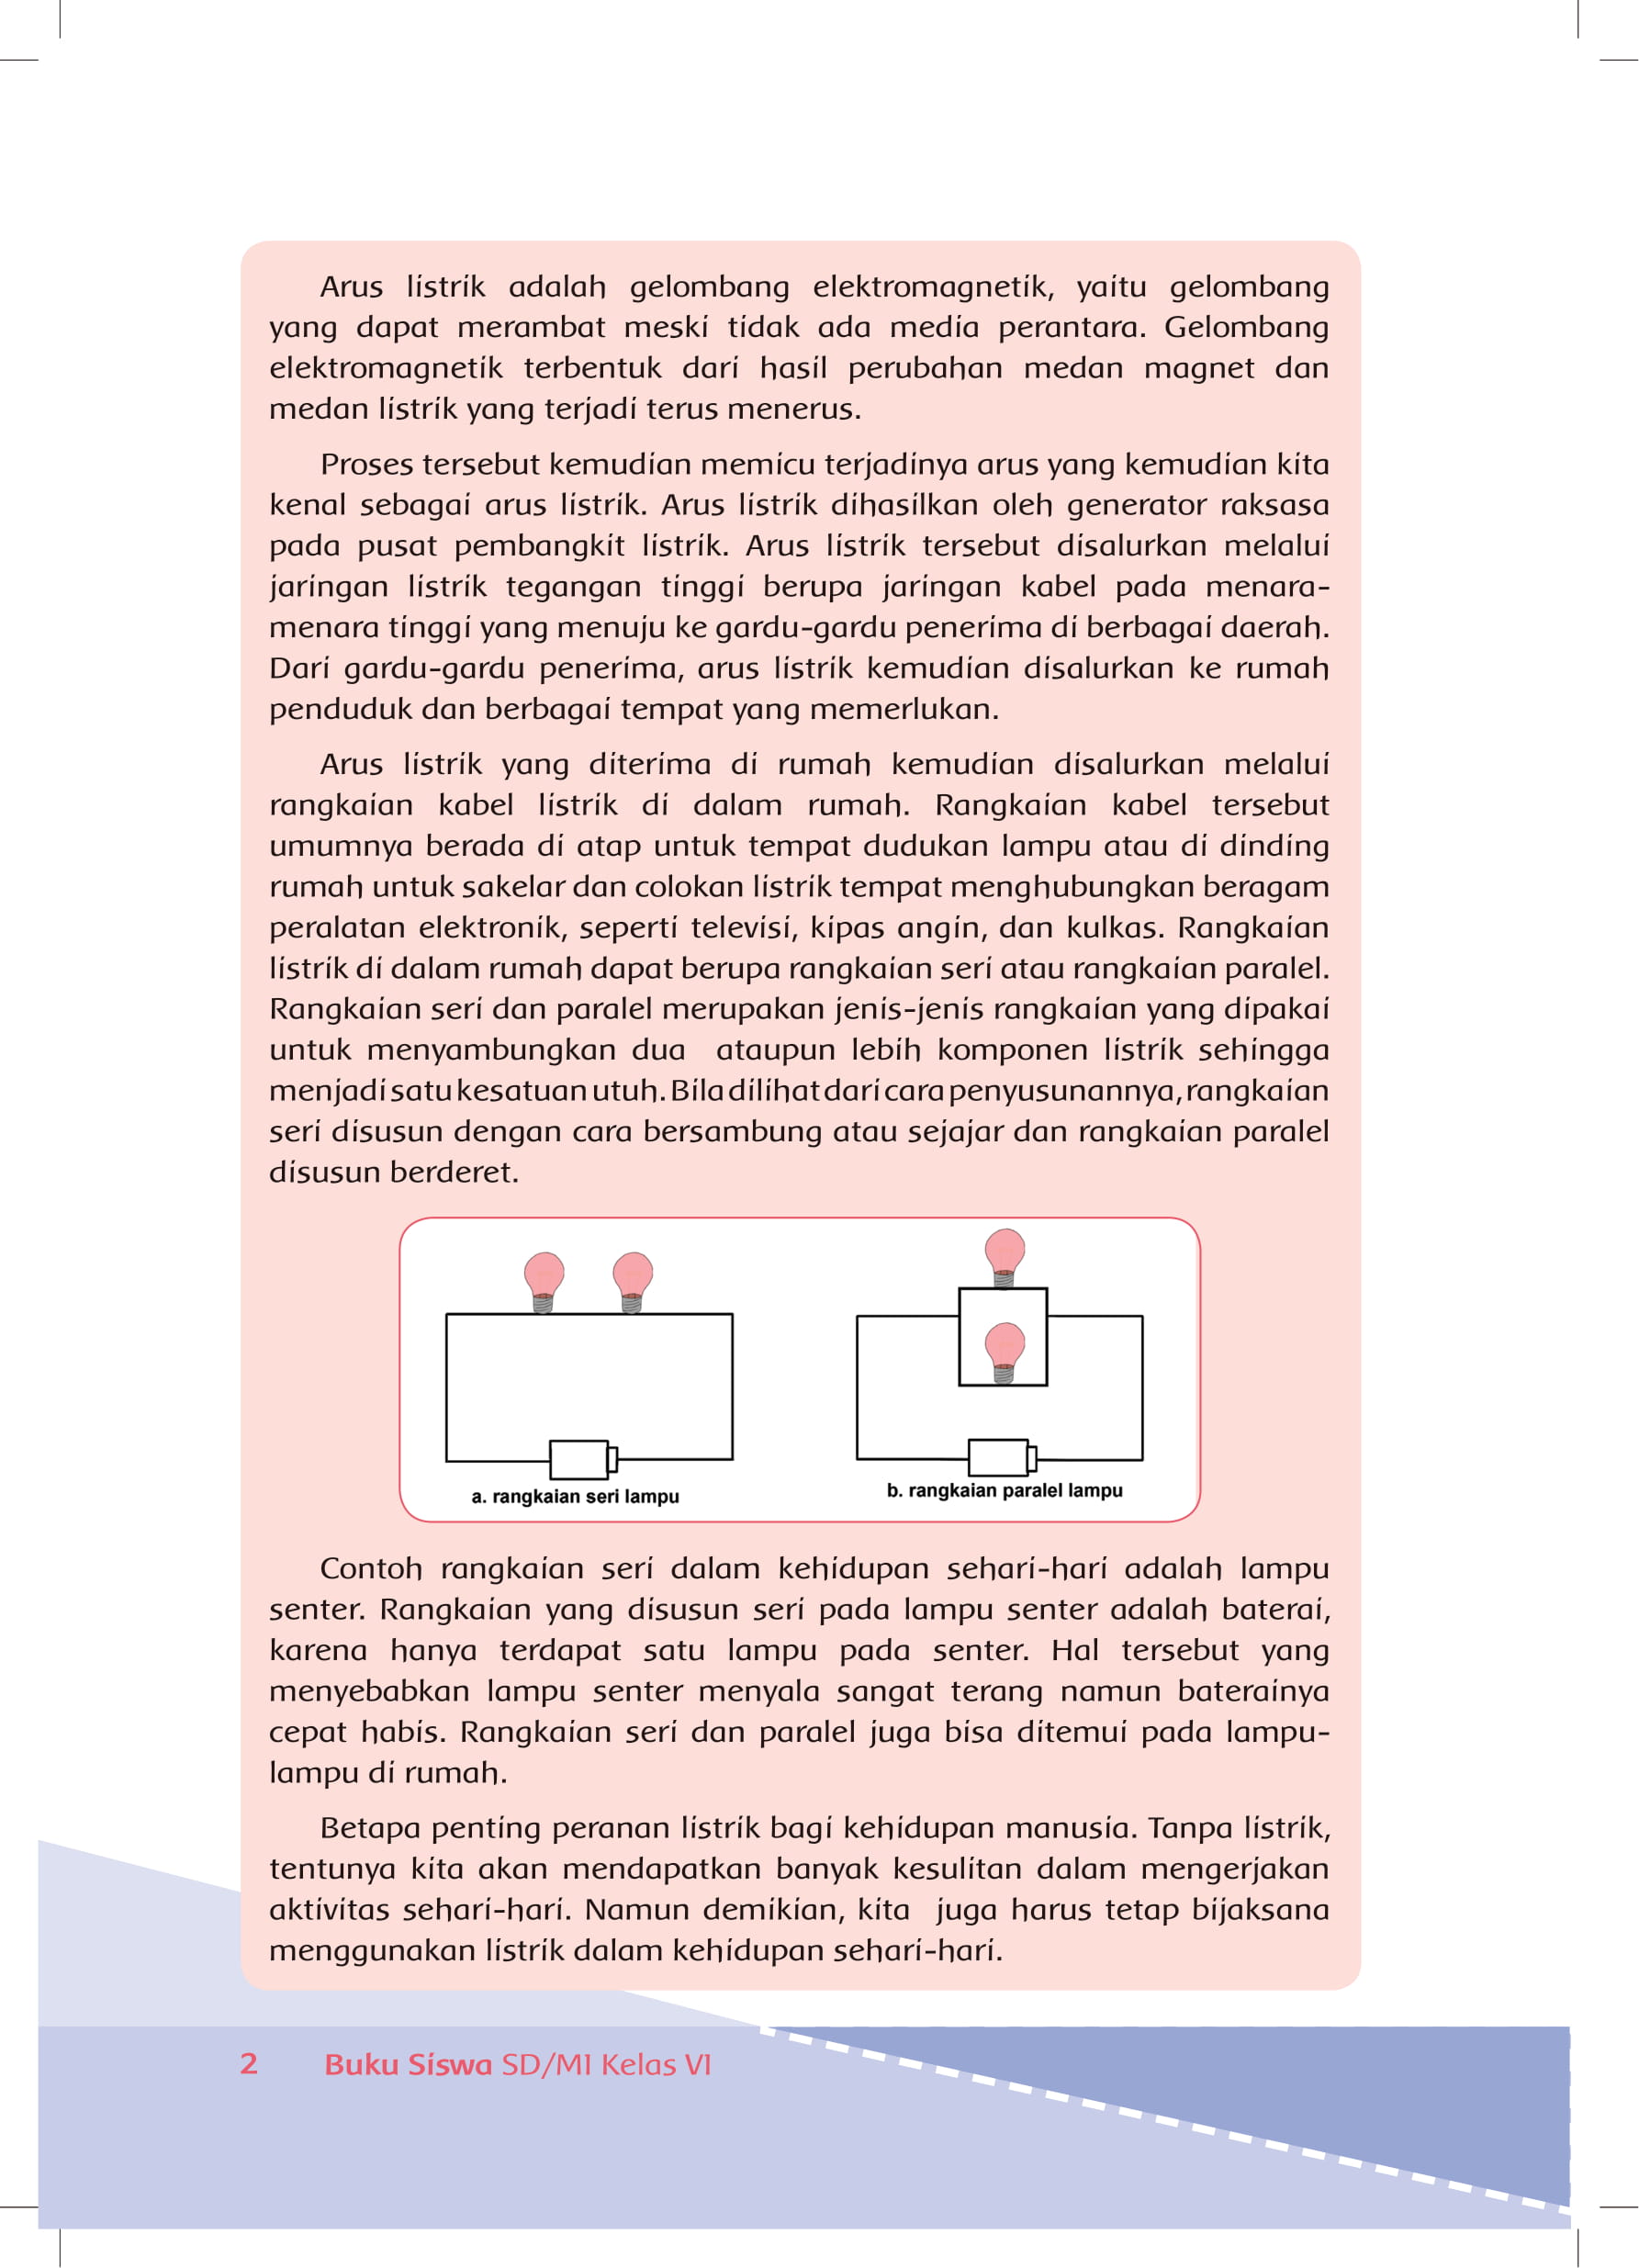 Arus listrik adalah gelombang elektromagnetik, yaitu gelombang
yang dapat merambat meski tidak ada media perantara. Gelombang
elektromagnetik terbentuk dari hasil perubahan medan magnet dan
medan listrik yang terjadi terus menerus.
Proses tersebut kemudian memicu terjadinya arus yang kemudian kita
kenal sebagai arus listrik. Arus listrik dihasilkan oleh generator raksasa
pada pusat pembangkit listrik. Arus listrik tersebut disalurkan melalui
jaringan listrik tegangan tinggi berupa jaringan kabel pada menara-
menara tinggi yang menuju ke gardu-gardu penerima di berbagai daerah.
Dari gardu-gardu penerima, arus listrik kemudian disalurkan ke rumah
penduduk dan berbagai tempat yang memerlukan.
Arus listrik yang diterima di rumah kemudian disalurkan melalui
rangkaian kabel listrik di dalam rumah. Rangkaian kabel tersebut
umumnya berada di atap untuk tempat dudukan lampu atau di dinding
rumah untuk sakelar dan colokan listrik tempat menghubungkan beragam
peralatan elektronik, seperti televisi, kipas angin, dan kulkas. Rangkaian
listrik di dalam rumah dapat berupa rangkaian seri atau rangkaian paralel.
Rangkaian seri dan paralel merupakan jenis-jenis rangkaian yang dipakai
untuk menyambungkan dua ataupun lebih komponen listrik sehingga
menjadi satu kesatuan utuh. Bila dilihat dari cara penyusunannya, rangkaian
seri disusun dengan cara bersambung atau sejajar dan rangkaian paralel
disusun berderet.
a. rangkaian seri lampu
b. rangkaian paralel lampu
Contoh rangkaian seri dalam kehidupan sehari-hari adalah lampu
senter. Rangkaian yang disusun seri pada lampu senter adalah baterai,
karena hanya terdapat satu lampu pada senter. Hal tersebut yang
menyebabkan lampu senter menyala sangat terang namun baterainya
cepat habis. Rangkaian seri dan paralel juga bisa ditemui pada lampu-
lampu di rumah.
Betapa penting peranan listrik bagi kehidupan manusia. Tanpa listrik,
tentunya kita akan mendapatkan banyak kesulitan dalam mengerjakan
aktivitas sehari-hari. Namun demikian, kita juga harus tetap bijaksana
menggunakan listrik dalam kehidupan sehari-hari.
2 Buku Siswa SD/MI Kelas VI